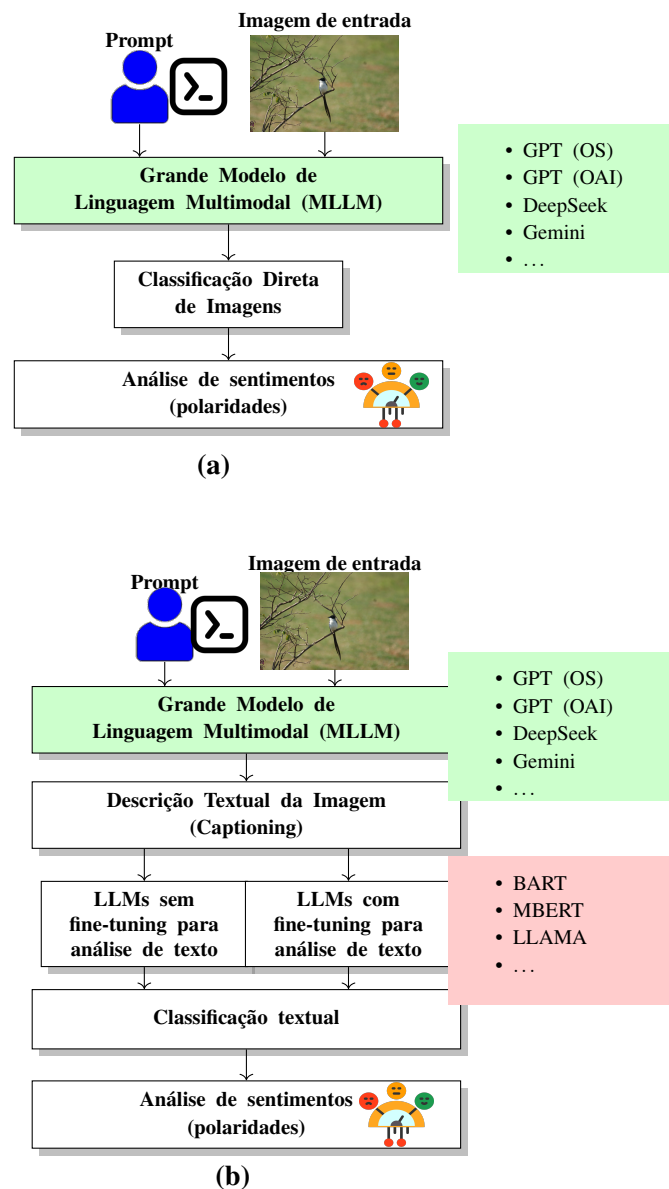 Imagem de entrada
Prompt
Grande Modelo de
Linguagem Multimodal (MLLM)
• GPT (OS)
• GPT (OAI)
• DeepSeek
• Gemini
• ...
Classificação Direta
de Imagens
Análise de sentimentos
(polaridades)
(a)
Imagem de entrada
Prompt
Grande Modelo de
Linguagem Multimodal (MLLM)
• GPT (OS)
• GPT (OAI)
• DeepSeek
• Gemini
• ...
Descrição Textual da Imagem
(Captioning)
LLMs sem
fine-tuning para
análise de texto
LLMs com
fine-tuning para
análise de texto
• BART
• MBERT
• LLAMA
• ...
Classificação textual
Análise de sentimentos
(polaridades)
(b)